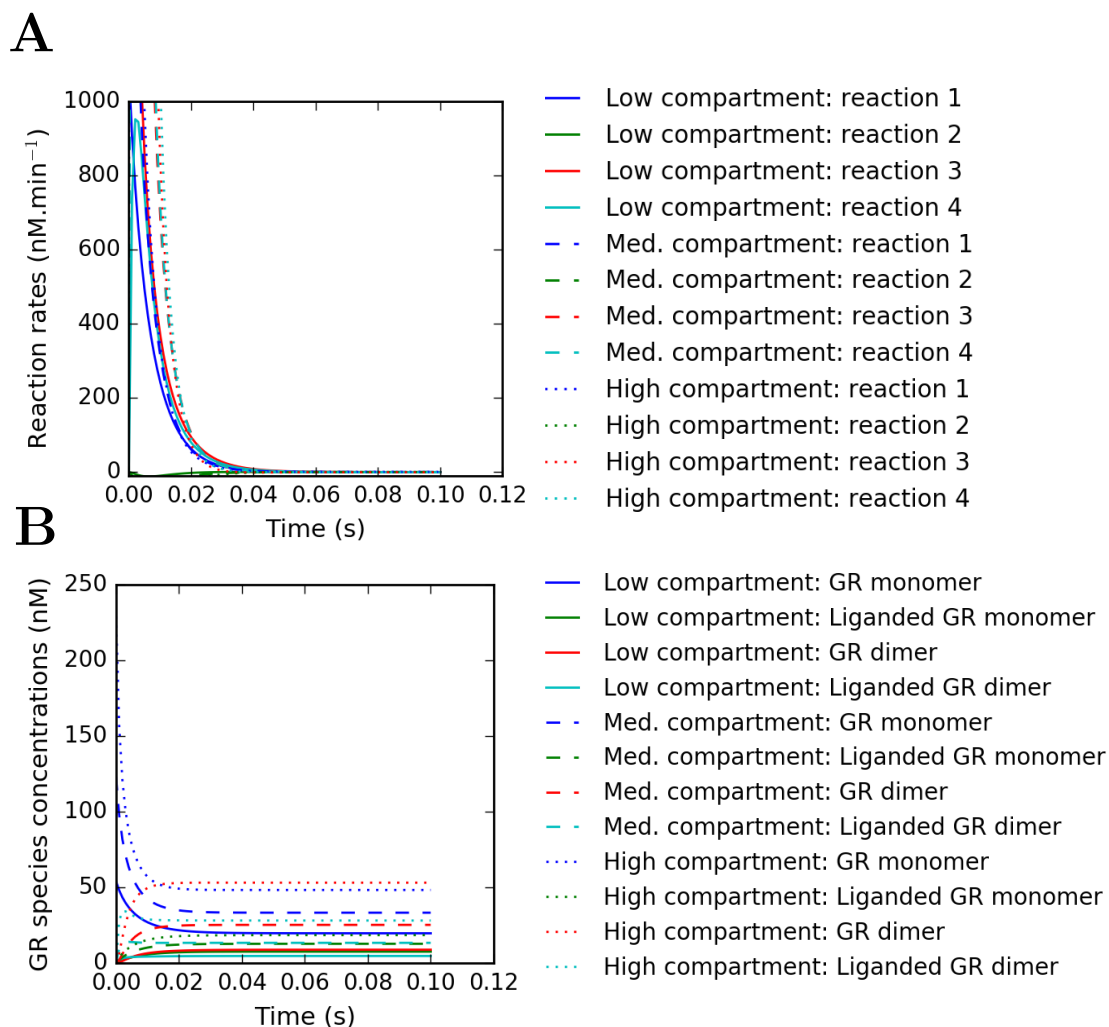 A
Reaction rates (nM.min⁻¹)
1000
800
600
400
200
0
0.00 0.02 0.04 0.06 0.08 0.10 0.12
Time (s)
Low compartment: reaction 1
Low compartment: reaction 2
Low compartment: reaction 3
Low compartment: reaction 4
Med. compartment: reaction 1
Med. compartment: reaction 2
Med. compartment: reaction 3
Med. compartment: reaction 4
High compartment: reaction 1
High compartment: reaction 2
High compartment: reaction 3
High compartment: reaction 4
B
GR species concentrations (nM)
250
200
150
100
50
0
0.00 0.02 0.04 0.06 0.08 0.10 0.12
Time (s)
Low compartment: GR monomer
Low compartment: Liganded GR monomer
Low compartment: GR dimer
Low compartment: Liganded GR dimer
Med. compartment: GR monomer
Med. compartment: Liganded GR monomer
Med. compartment: GR dimer
Med. compartment: Liganded GR dimer
High compartment: GR monomer
High compartment: Liganded GR monomer
High compartment: GR dimer
High compartment: Liganded GR dimer